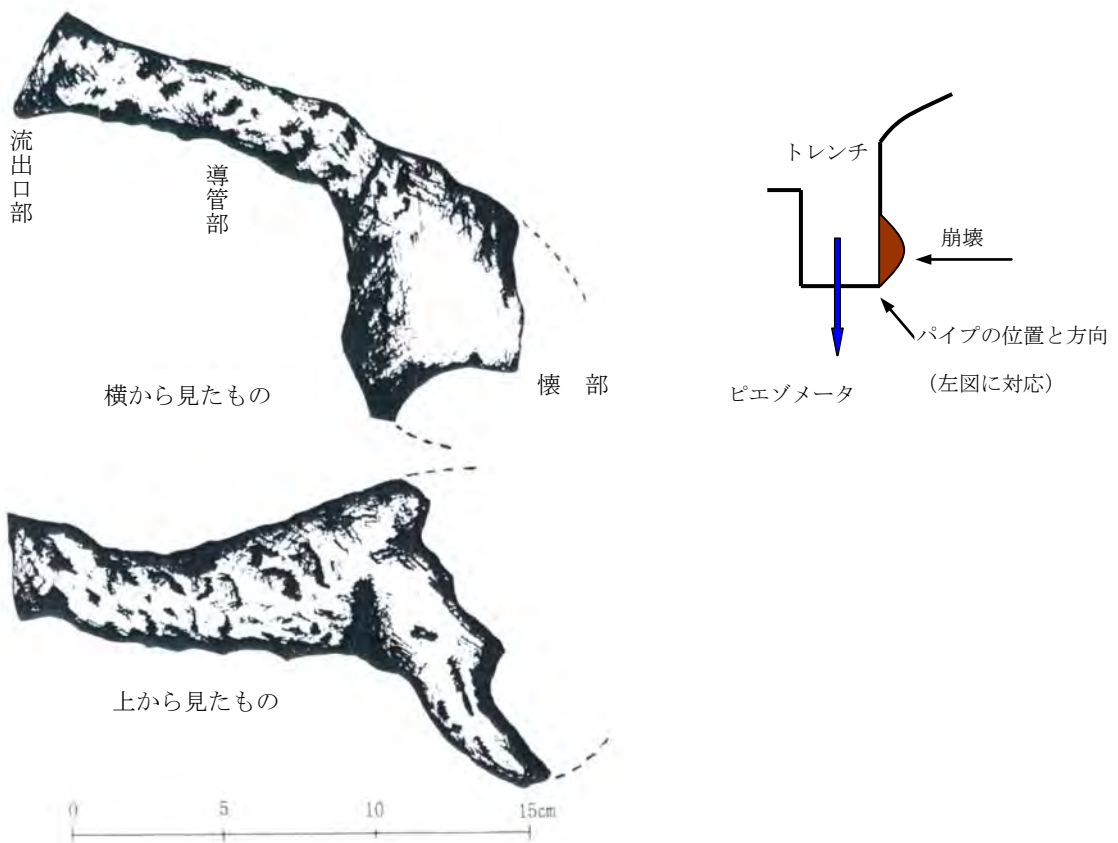 流出口部
導管部
懐 部
横から見たもの
上から見たもの
0 5 10 15cm
トレンチ
崩壊
パイプの位置と方向
(左図に対応)
ピエゾメータ